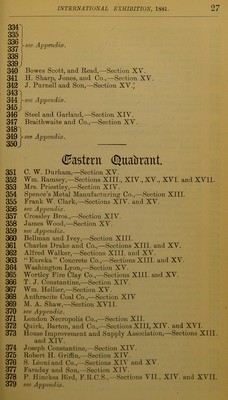 INTERNATIONAL EXHIBITION, 1881. 27
334
335
336
337 see Appendix.
338
339
340 Bowes Scott, and Read,—Section XV.
341 H. Sharp, Jones, and Co.,—Section XV.
342 J. Purnell and Son,—Section XV.
343
344 see Appendix.
345
346 Steel and Garland,—Section XIV.
347 Braithwaite and Co.,—Section XV.
348
349 see Appendix.
350
Eastern Quadrant.
351 C. W. Durham,—Section XV.
352 Wm. Ramsey,—Sections XIII., XIV., XV., XVI. and XVII.
353 Mrs. Priestley,—Section XIV.
354 Spence's Metal Manufacturing Co.,—Section XIII.
355 Frank W. Clark,—Sections XIV. and XV.
356 see Appendix.
357 Crossley Bros.,—Section XIV.
358 James Wood,—Section XV.
359 see Appendix.
360 Bellman and Ivey,—Section XIII.
361 Charles Drake and Co.,—Sections XIII. and XV.
362 Alfred Walker,—Sections XIII. and XV.
363 "Eureka" Concrete Co.,—Sections XIII. and XV.
364 Washington Lyon,—Section XV.
365 Wortley Fire Clay Co.,—Sections XIII. and XV.
366 T. J. Constantine,—Section XIV.
367 Wm. Hellier,—Section XV.
368 Anthracite Coal Co.,—Section XIV
369 M. A. Shaw,—Section XVII.
370 see Appendix.
371 London Necropolis Co.,—Section XII.
372 Quirk, Barton, and Co.,—Sections XIII, XIV. and XVI.
373 House Improvement and Supply Association,—Sections XIII.
and XIV.
374 Joseph Constantine,—Section XIV.
375 Robert H. Griffin,—Section XIV.
376 S. Léoni and Co.,—Sections XIV and XV.
377 Farnday and Son,—Section XIV.
378 P. Hinckes Bird, F.R.C.S.,—Sections VII., XIV. and XVII.
379 see Appendix.